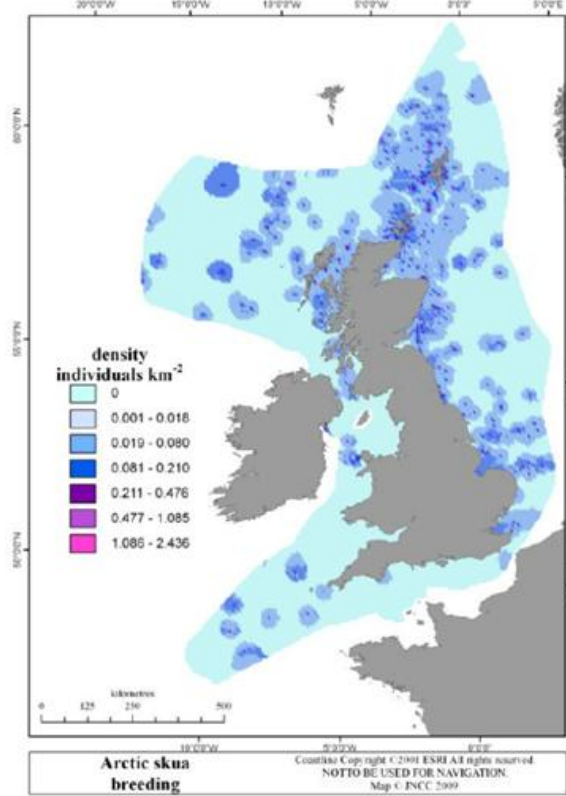 20°0'0"W 15°0'0"W 10°0'0"W 5°0'0"W 0°0'0" 5°0'0"E
60°0'0"N
55°0'0"N
density
individuals km⁻²
0
0.001 - 0.018
0.019 - 0.080
0.081 - 0.210
0.211 - 0.476
0.477 - 1.085
1.086 - 2.436
50°0'0"N
kilometres
0 125 250 500
10°0'0"W 5°0'0"W 0°0'0"
Arctic skua
breeding
Coastline Copyright ©2001 ESRI All rights reserved
NOT TO BE USED FOR NAVIGATION.
Map © JNCC 2009